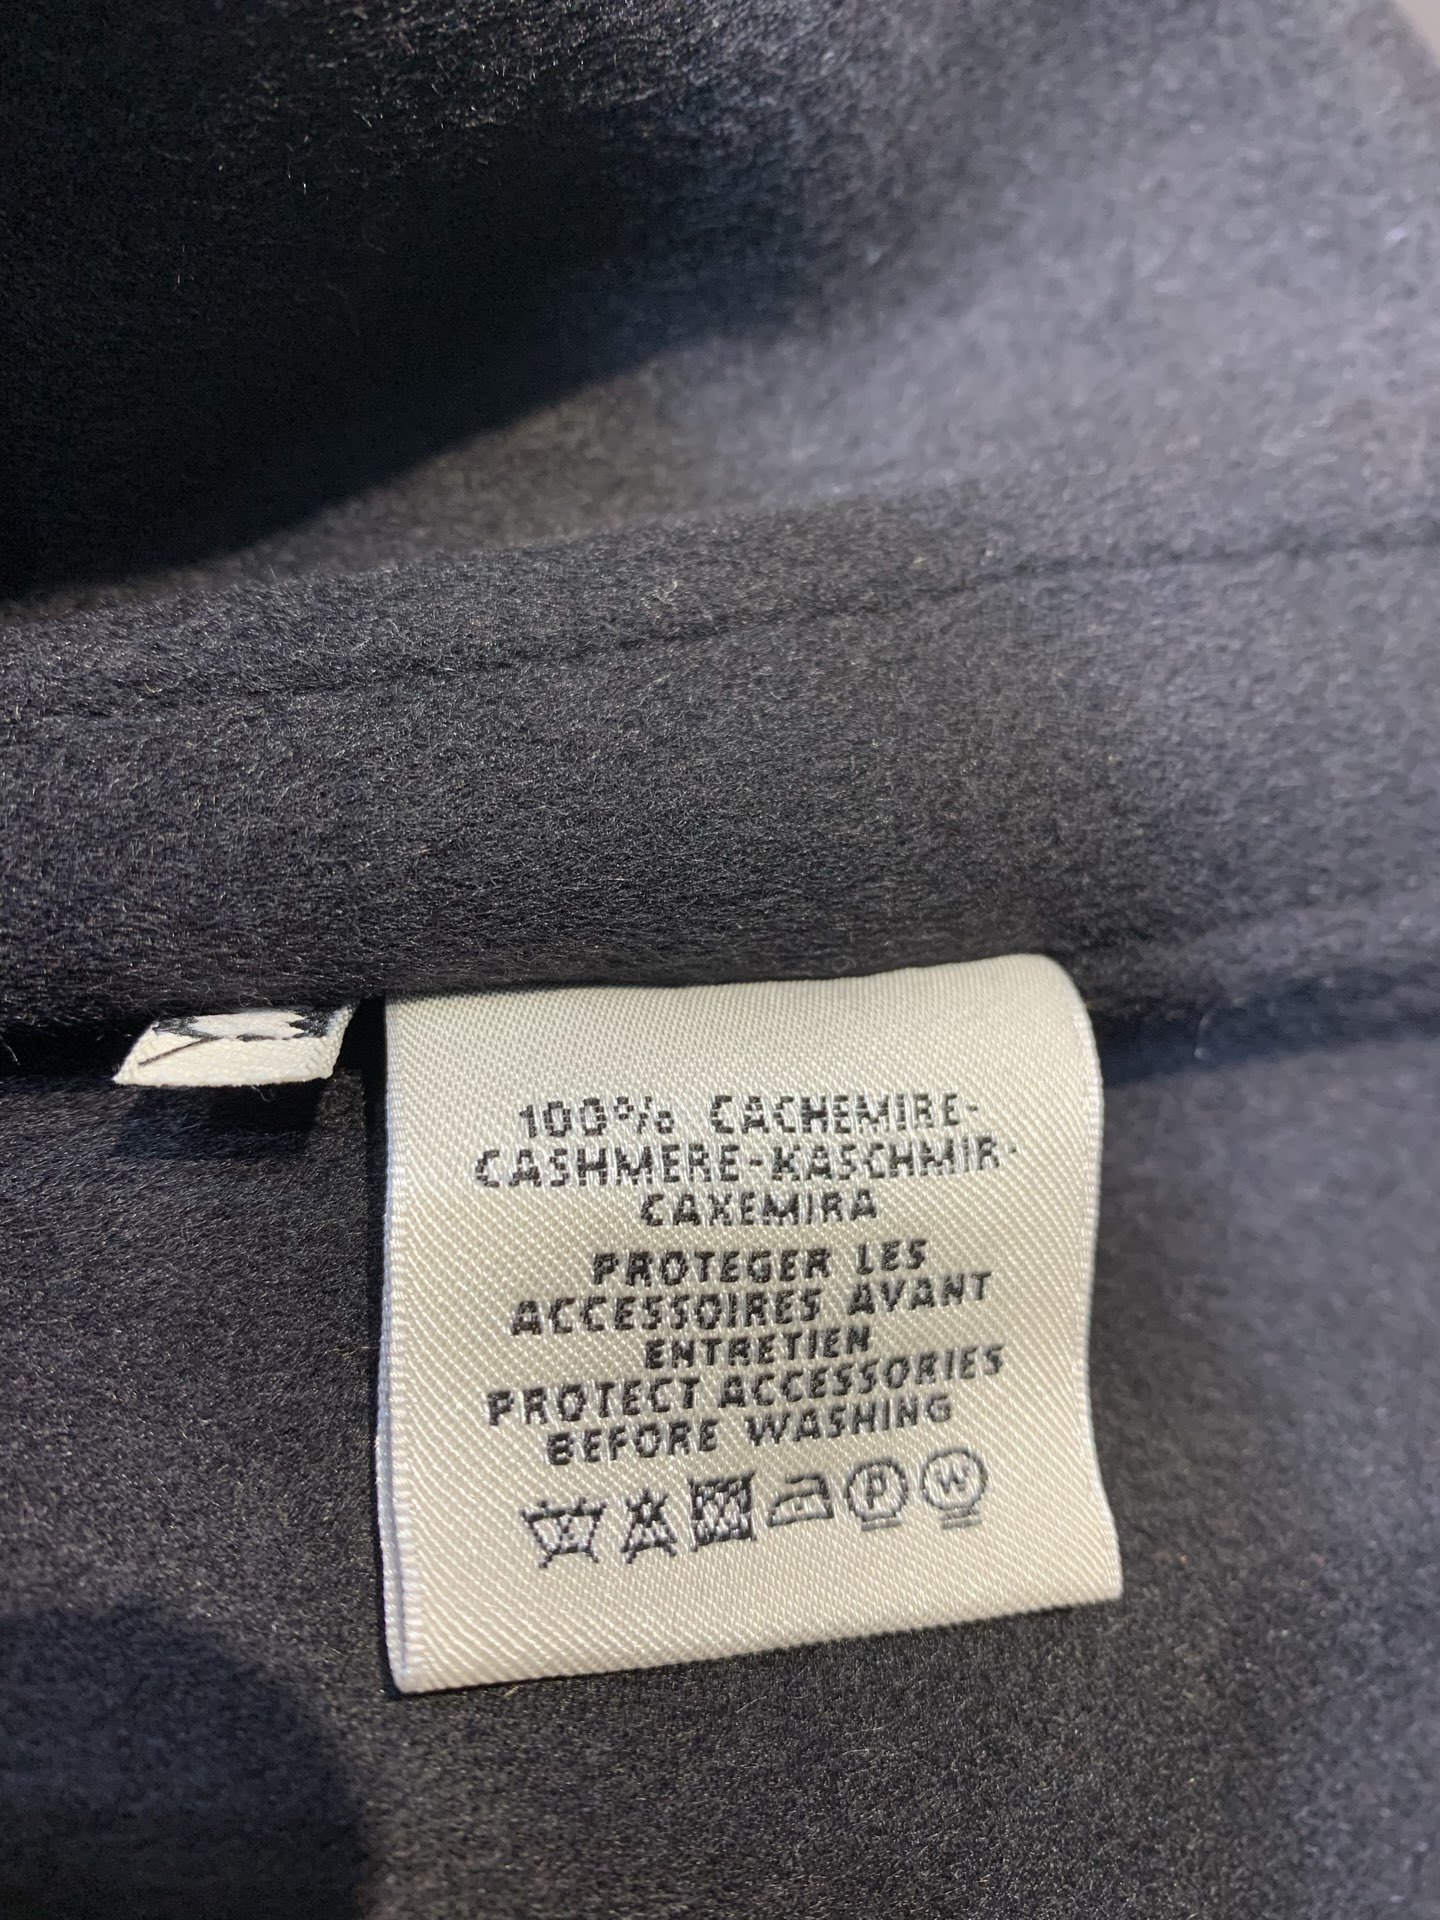 100% CACHEMIRE-
CASHMERE-KASCHMIR-
CAXEMIRA
PROTEGER LES
ACCESSOIRES AVANT
ENTRETIEN
PROTECT ACCESSORIES
BEFORE WASHING
P W